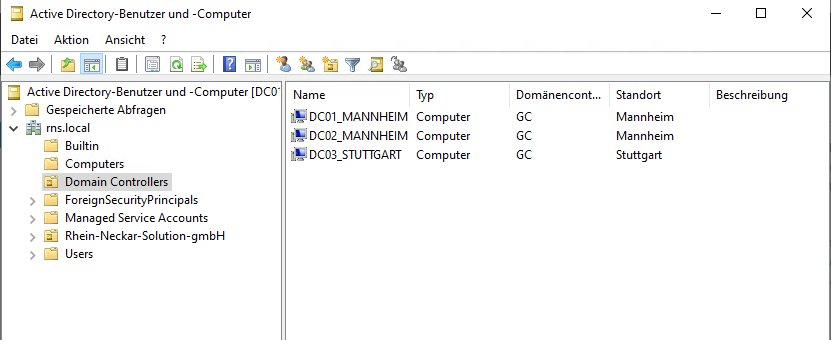 Active Directory-Benutzer und -Computer
Datei Aktion Ansicht ?
Active Directory-Benutzer und -Computer [DC01
Gespeicherte Abfragen
rns.local
Builtin
Computers
Domain Controllers
ForeignSecurityPrincipals
Managed Service Accounts
Rhein-Neckar-Solution-gmbH
Users
Name Typ Domänencont... Standort Beschreibung
DC01_MANNHEIM Computer GC Mannheim
DC02_MANNHEIM Computer GC Mannheim
DC03_STUTTGART Computer GC Stuttgart